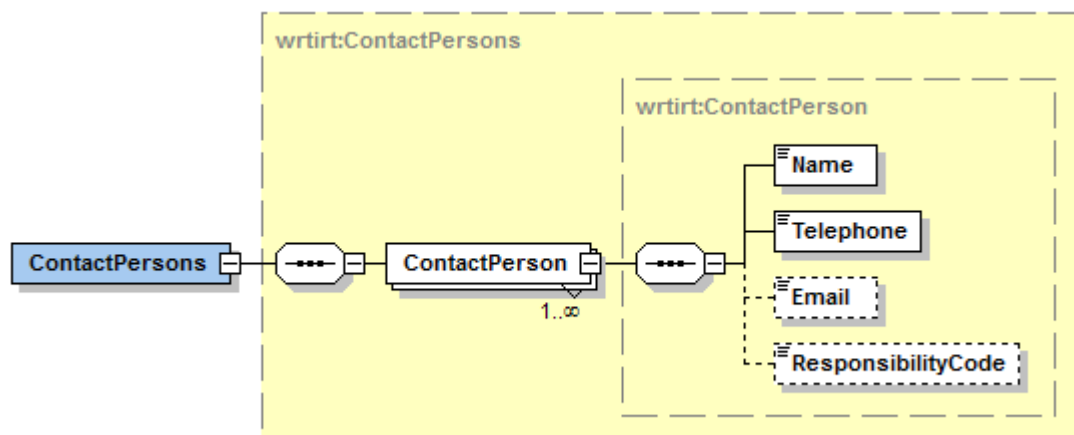 wrtirt:ContactPersons
wrtirt:ContactPerson
Name
Telephone
ContactPersons
ContactPerson
1..∞
Email
ResponsibilityCode